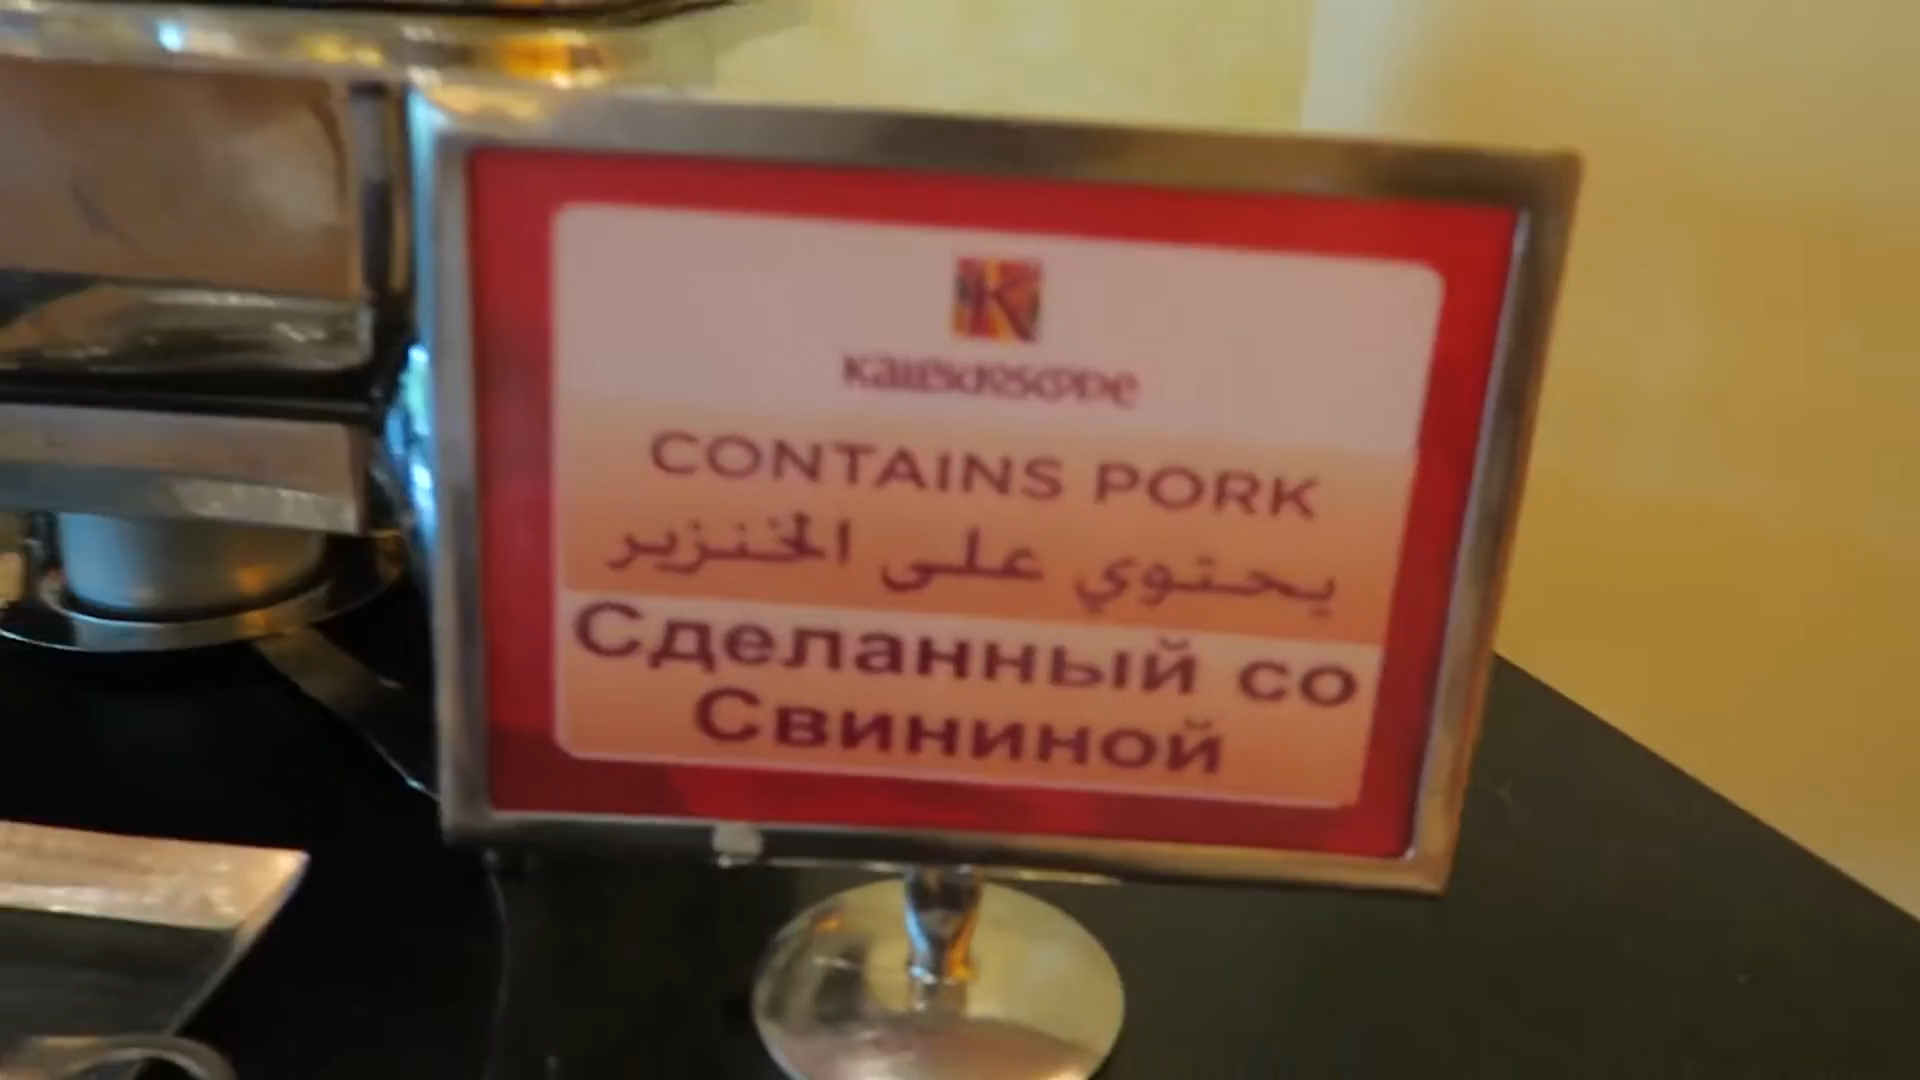 K
Kaleidoscope
CONTAINS PORK
يحتوي على الخنزير
Сделанный со
Свининой